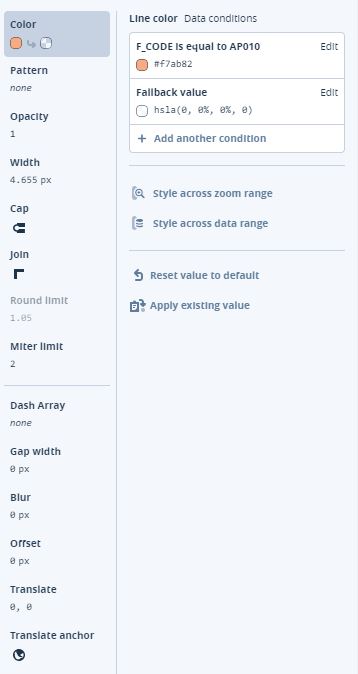 Color
Pattern
none
Opacity
1
Width
4.655 px
Cap
Join
Round limit
1.05
Miter limit
2
Dash Array
none
Gap width
0 px
Blur
0 px
Offset
0 px
Translate
0, 0
Translate anchor
Line color Data conditions
F_CODE is equal to AP010 Edit
#f7ab82
Fallback value Edit
hsla(0, 0%, 0%, 0)
+ Add another condition
Style across zoom range
Style across data range
Reset value to default
Apply existing value